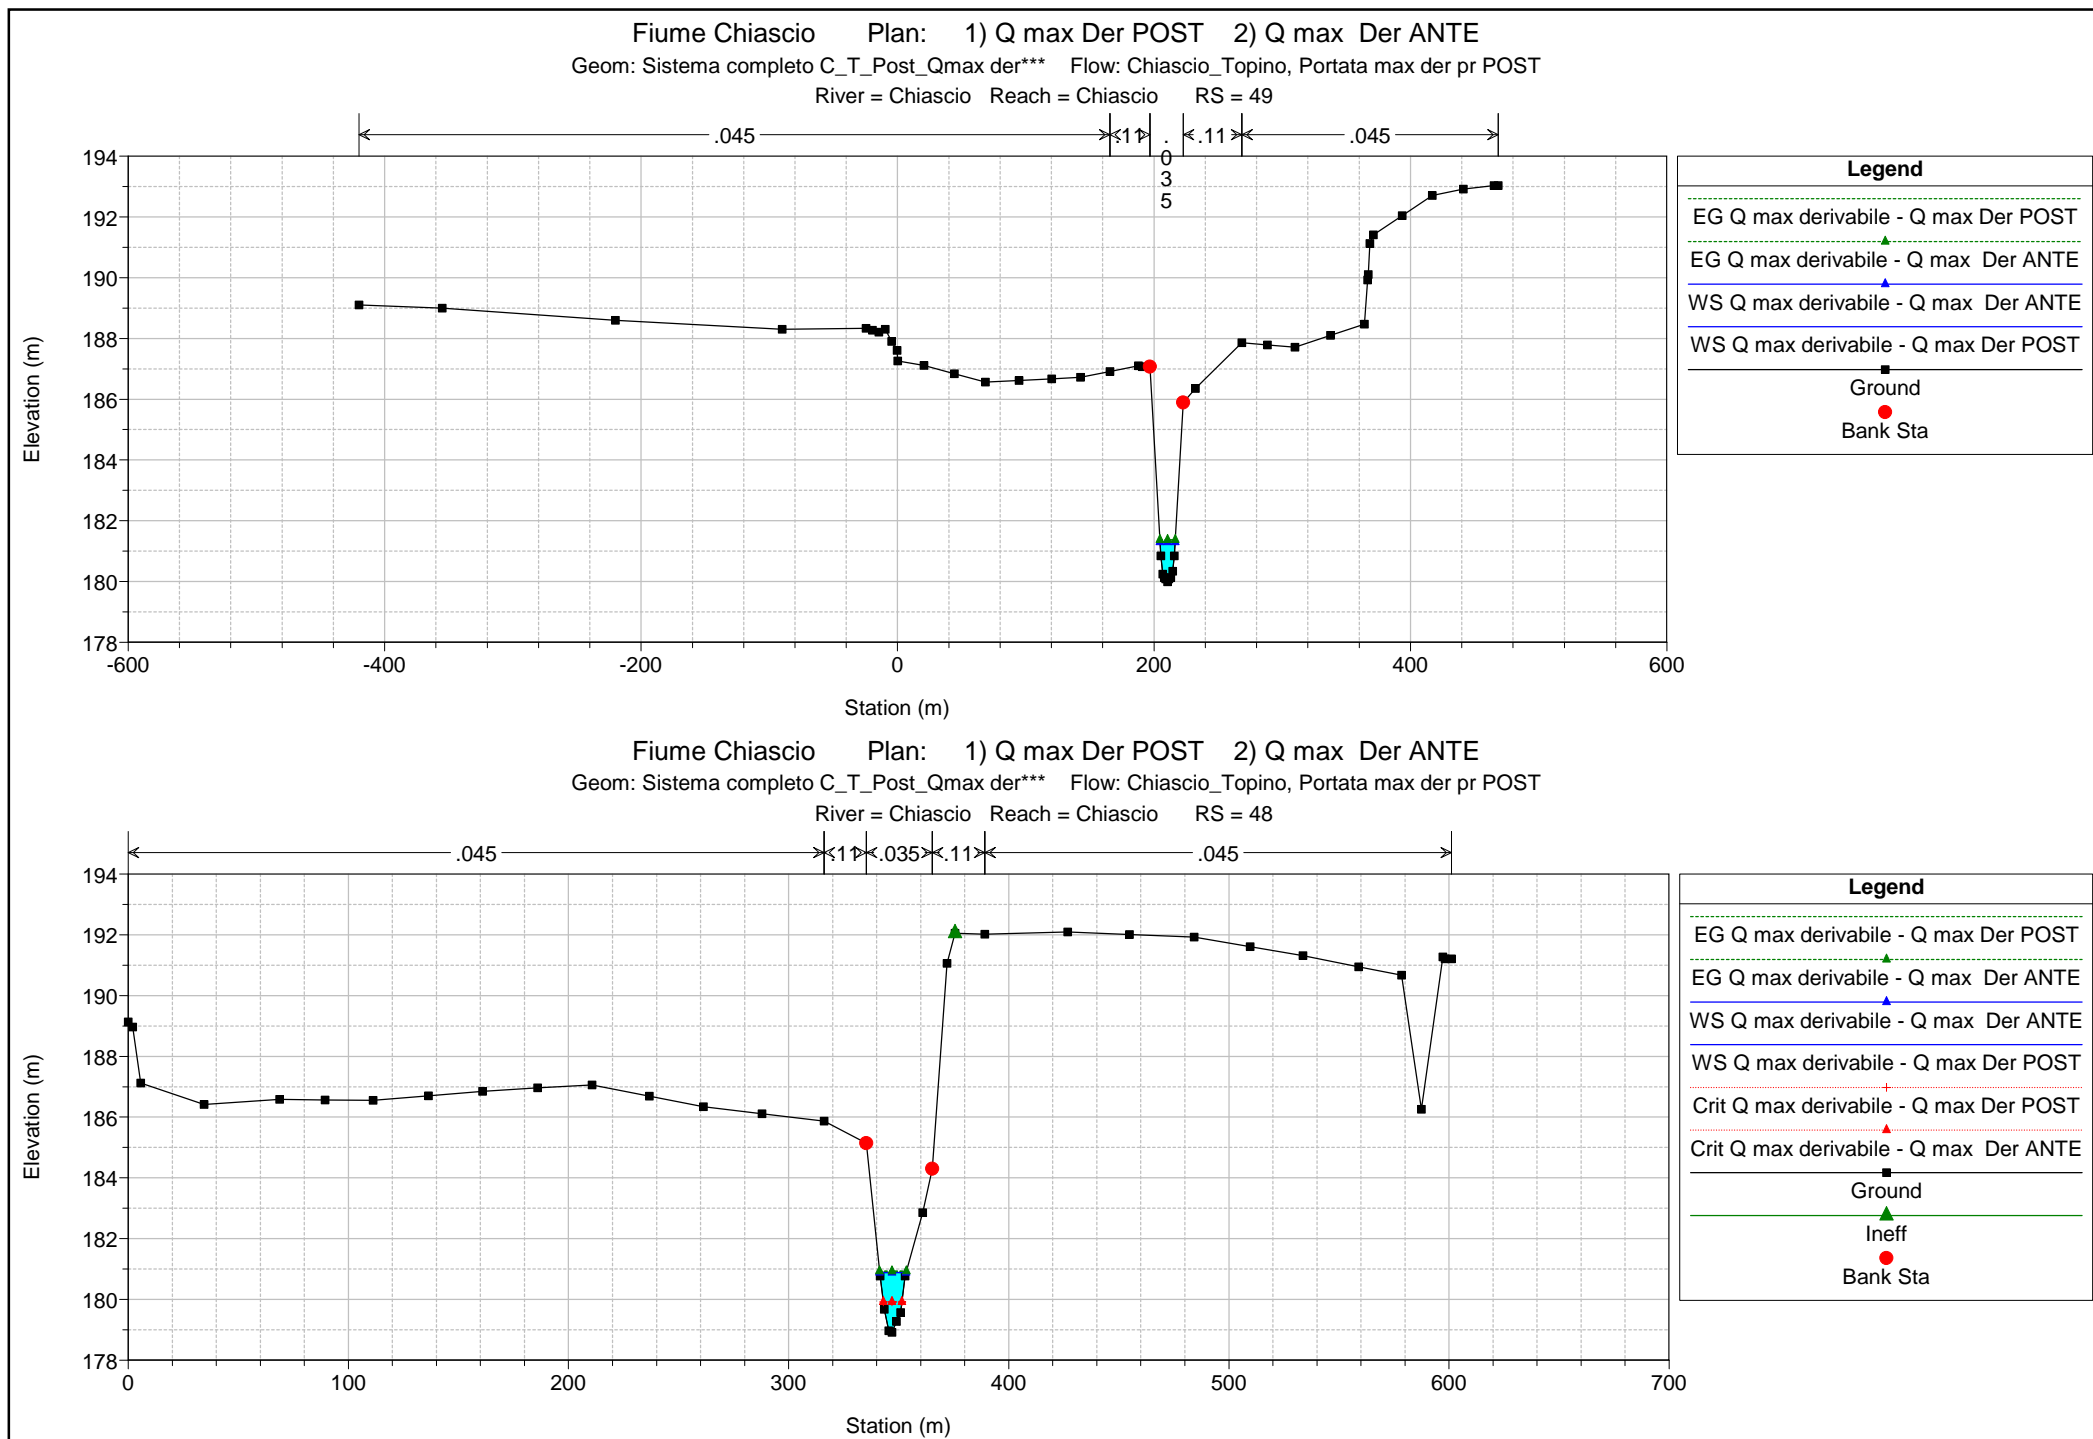 Fiume Chiascio Plan: 1) Q max Der POST 2) Q max Der ANTE
Geom: Sistema completo C_T_Post_Qmax der*** Flow: Chiascio_Topino, Portata max der pr POST
River = Chiascio Reach = Chiascio RS = 49
.045 .11 .035 .11 .045
194
192
190
188
186
184
182
180
178
Elevation (m)
-600 -400 -200 0 200 400 600
Station (m)
Legend
EG Q max derivabile - Q max Der POST
EG Q max derivabile - Q max Der ANTE
WS Q max derivabile - Q max Der ANTE
WS Q max derivabile - Q max Der POST
Ground
Bank Sta
Fiume Chiascio Plan: 1) Q max Der POST 2) Q max Der ANTE
Geom: Sistema completo C_T_Post_Qmax der*** Flow: Chiascio_Topino, Portata max der pr POST
River = Chiascio Reach = Chiascio RS = 48
.045 .11 .035 .11 .045
194
192
190
188
186
184
182
180
178
Elevation (m)
0 100 200 300 400 500 600 700
Station (m)
Legend
EG Q max derivabile - Q max Der POST
EG Q max derivabile - Q max Der ANTE
WS Q max derivabile - Q max Der ANTE
WS Q max derivabile - Q max Der POST
Crit Q max derivabile - Q max Der POST
Crit Q max derivabile - Q max Der ANTE
Ground
Ineff
Bank Sta